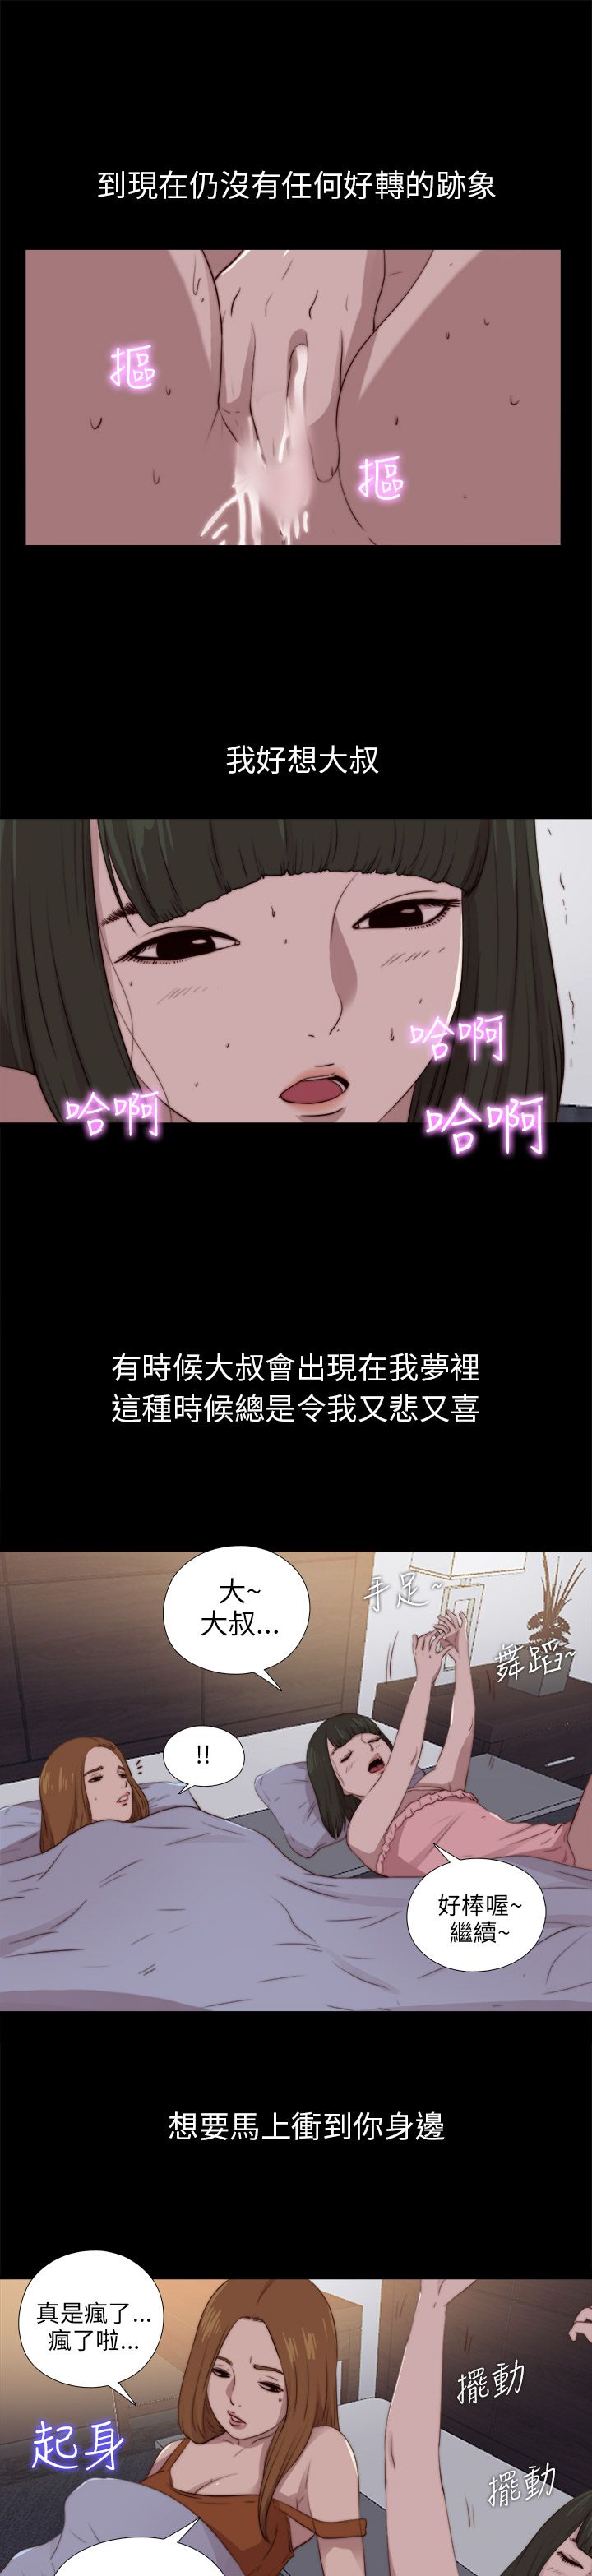 到現在仍沒有任何好轉的跡象
摳
摳
我好想大叔
哈啊
哈啊
哈啊
有時候大叔會出現在我夢裡
這種時候總是令我又悲又喜
大~
大叔...
手足~
舞蹈~
!!
好棒喔~
繼續~
想要馬上衝到你身邊
真是瘋了...
瘋了啦...
擺動
起身
擺動